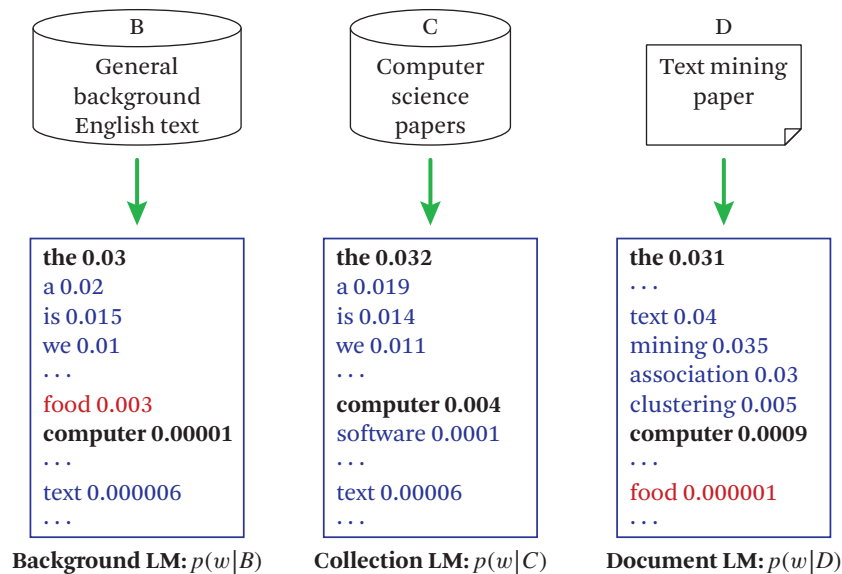 B
General
background
English text
C
Computer
science
papers
D
Text mining
paper
the 0.03
a 0.02
is 0.015
we 0.01
· · ·
food 0.003
computer 0.00001
· · ·
text 0.000006
· · ·
Background LM: p(w|B)
the 0.032
a 0.019
is 0.014
we 0.011
· · ·
computer 0.004
software 0.0001
· · ·
text 0.00006
· · ·
Collection LM: p(w|C)
the 0.031
· · ·
text 0.04
mining 0.035
association 0.03
clustering 0.005
computer 0.0009
· · ·
food 0.000001
· · ·
Document LM: p(w|D)